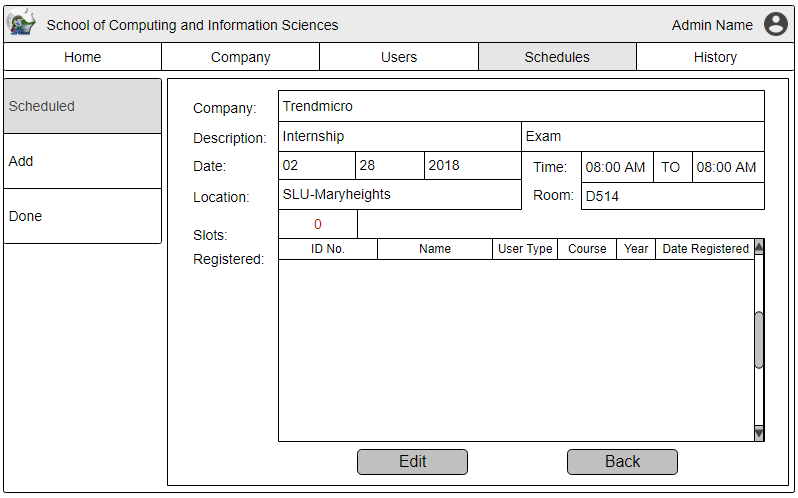 School of Computing and Information Sciences Admin Name
Home Company Users Schedules History
Scheduled
Add
Done
Company: Trendmicro
Description: Internship Exam
Date: 02 28 2018 Time: 08:00 AM TO 08:00 AM
Location: SLU-Maryheights Room: D514
Slots: 0
Registered: ID No. Name User Type Course Year Date Registered
Edit Back